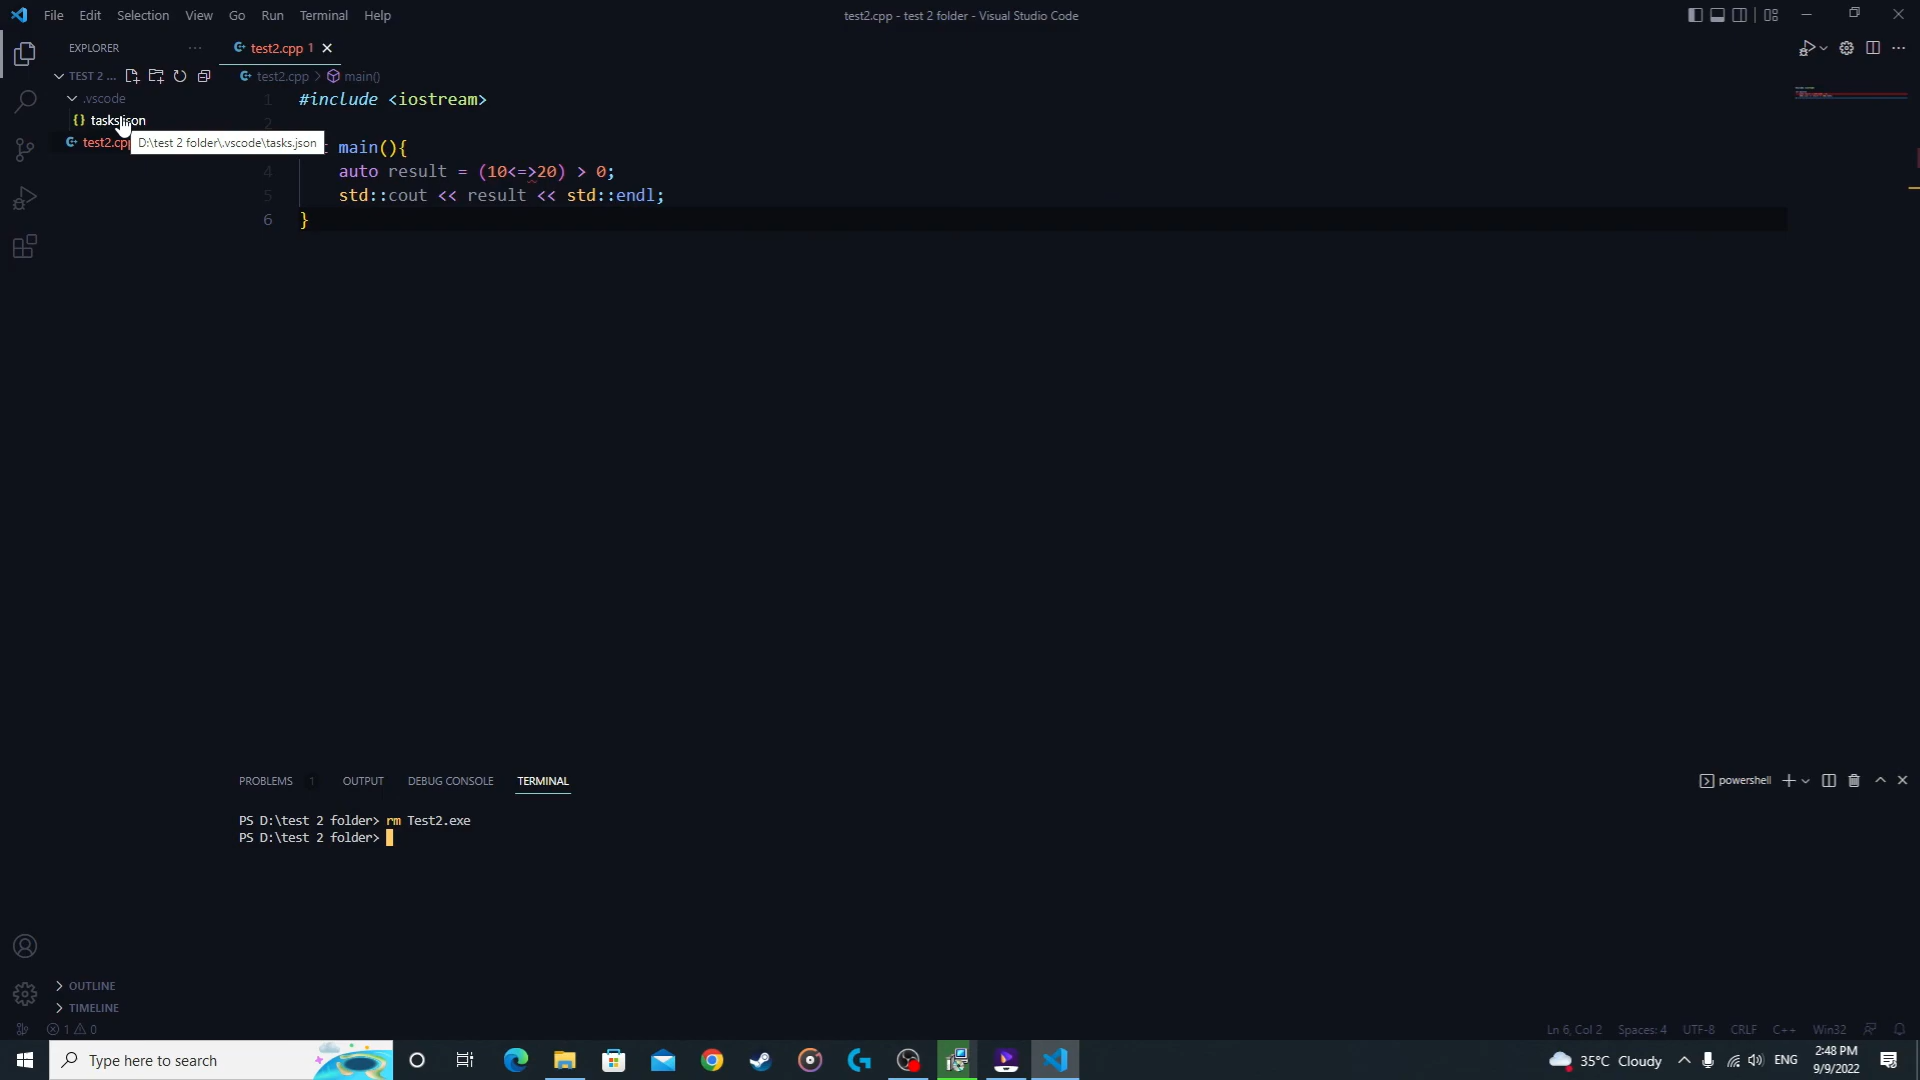 File Edit Selection View Go Run Terminal Help
test2.cpp - test 2 folder - Visual Studio Code
EXPLORER
test2.cpp 1
TEST 2 ...
test2.cpp > main()
.vscode
{} tasks.json
test2.cpp
D:\test 2 folder\.vscode\tasks.json
1 #include <iostream>
2
main(){
4 auto result = (10<=>20) > 0;
5 std::cout << result << std::endl;
6 }
PROBLEMS 1 OUTPUT DEBUG CONSOLE TERMINAL
powershell
PS D:\test 2 folder> rm Test2.exe
PS D:\test 2 folder>
OUTLINE
TIMELINE
1 0
Ln 6, Col 2 Spaces: 4 UTF-8 CRLF C++ Win32
Type here to search
35°C Cloudy
ENG
2:48 PM
9/9/2022